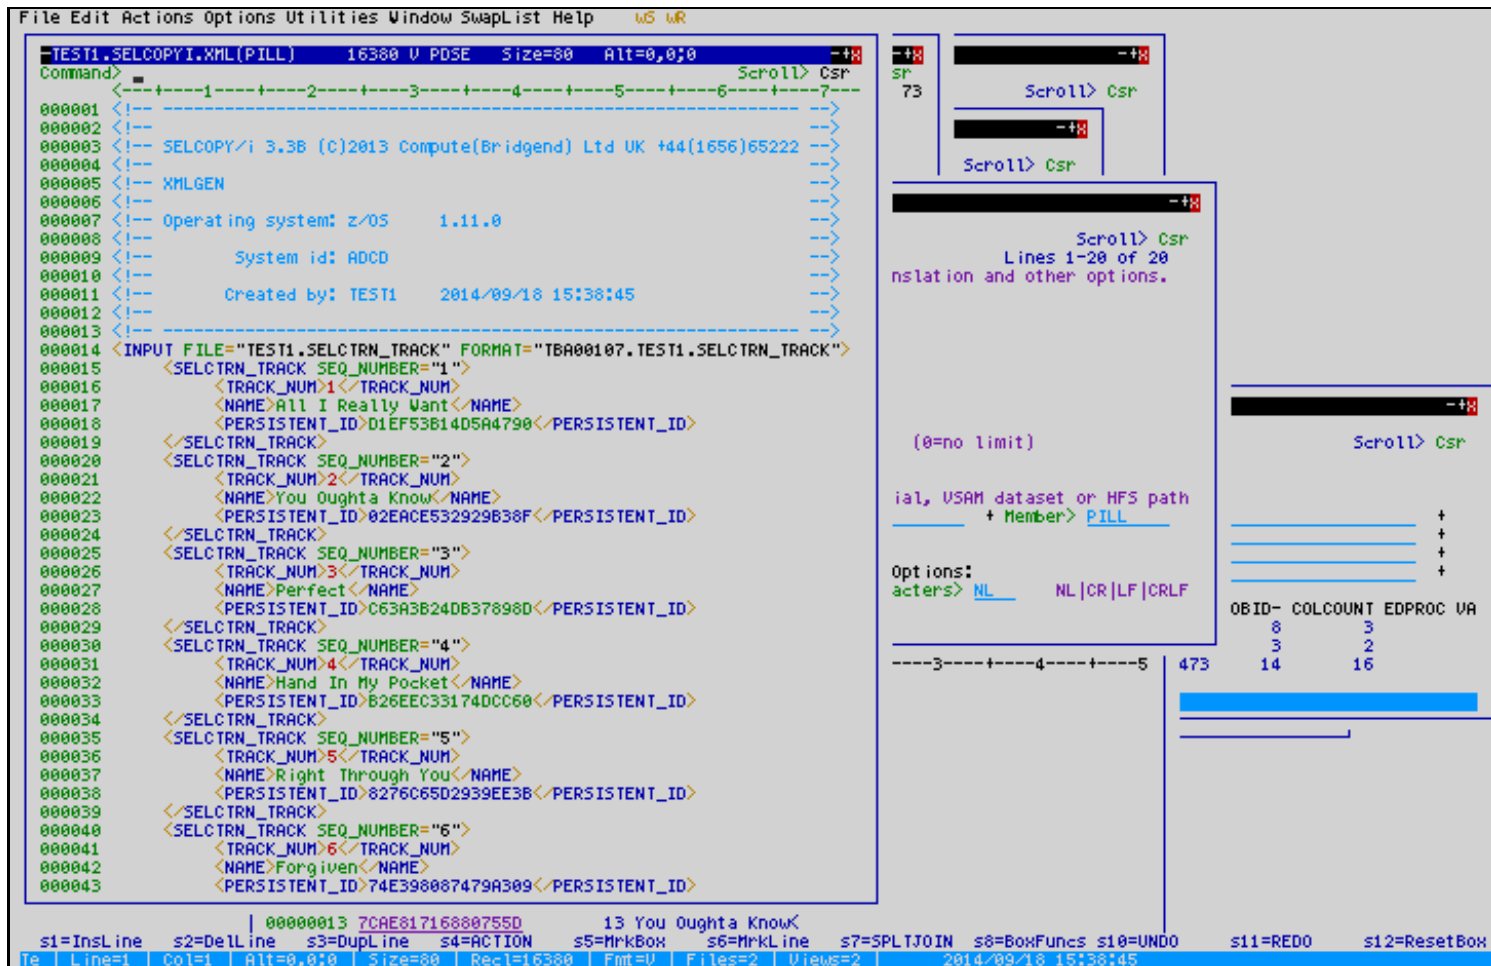 File Edit Actions Options Utilities Window SwapList Help    wS wR
-TEST1.SELCOPYI.XML(PILL)     16380 V PDSE   Size=80   Alt=0,0;0             -+x
Command> _                                                          Scroll> Csr
       <---+----1----+----2----+----3----+----4----+----5----+----6----+----7---
000001 <!-- -------------------------------------------------------------- -->
000002 <!--                                                                -->
000003 <!-- SELCOPY/i 3.3B (C)2013 Compute(Bridgend) Ltd UK +44(1656)65222 -->
000004 <!--                                                                -->
000005 <!-- XMLGEN                                                         -->
000006 <!--                                                                -->
000007 <!-- Operating system: z/OS     1.11.0                              -->
000008 <!--                                                                -->
000009 <!--        System id: ADCD                                         -->
000010 <!--                                                                -->
000011 <!--       Created by: TEST1    2014/09/18 15:38:45                 -->
000012 <!--                                                                -->
000013 <!-- -------------------------------------------------------------- -->
000014 <INPUT FILE="TEST1.SELCTRN_TRACK" FORMAT="TBA00107.TEST1.SELCTRN_TRACK">
000015      <SELCTRN_TRACK SEQ_NUMBER="1">
000016           <TRACK_NUM>1</TRACK_NUM>
000017           <NAME>All I Really Want</NAME>
000018           <PERSISTENT_ID>D1EF53B14D5A4790</PERSISTENT_ID>
000019      </SELCTRN_TRACK>
000020      <SELCTRN_TRACK SEQ_NUMBER="2">
000021           <TRACK_NUM>2</TRACK_NUM>
000022           <NAME>You Oughta Know</NAME>
000023           <PERSISTENT_ID>02EACE532929B38F</PERSISTENT_ID>
000024      </SELCTRN_TRACK>
000025      <SELCTRN_TRACK SEQ_NUMBER="3">
000026           <TRACK_NUM>3</TRACK_NUM>
000027           <NAME>Perfect</NAME>
000028           <PERSISTENT_ID>C63A3B24DB37898D</PERSISTENT_ID>
000029      </SELCTRN_TRACK>
000030      <SELCTRN_TRACK SEQ_NUMBER="4">
000031           <TRACK_NUM>4</TRACK_NUM>
000032           <NAME>Hand In My Pocket</NAME>
000033           <PERSISTENT_ID>B26EEC33174DCC60</PERSISTENT_ID>
000034      </SELCTRN_TRACK>
000035      <SELCTRN_TRACK SEQ_NUMBER="5">
000036           <TRACK_NUM>5</TRACK_NUM>
000037           <NAME>Right Through You</NAME>
000038           <PERSISTENT_ID>8276C65D2939EE3B</PERSISTENT_ID>
000039      </SELCTRN_TRACK>
000040      <SELCTRN_TRACK SEQ_NUMBER="6">
000041           <TRACK_NUM>6</TRACK_NUM>
000042           <NAME>Forgiven</NAME>
000043           <PERSISTENT_ID>74E398087479A309</PERSISTENT_ID>
-+x
sr
73
-+x
Scroll> Csr
-+x
Scroll> Csr
-+x
Scroll> Csr
Lines 1-20 of 20
nslation and other options.
(0=no limit)
ial, VSAM dataset or HFS path
+ Member> PILL
Options:
acters> NL    NL|CR|LF|CRLF
----3----+----4----+----5
-+x
Scroll> Csr
+
+
+
+
OBID- COLCOUNT EDPROC VA
8 3
3 2
473 14 16
00000013 7CAE81716880755D        13 You Oughta Know<
s1=InsLine   s2=DelLine   s3=DupLine   s4=ACTION    s5=MrkBox    s6=MrkLine   s7=SPLTJOIN  s8=BoxFuncs s10=UNDO     s11=REDO     s12=ResetBox
Te | Line=1 | Col=1 | Alt=0,0;0 | Size=80 | Recl=16380 | Fmt=V | Files=2 | Views=2 |      2014/09/18 15:38:45